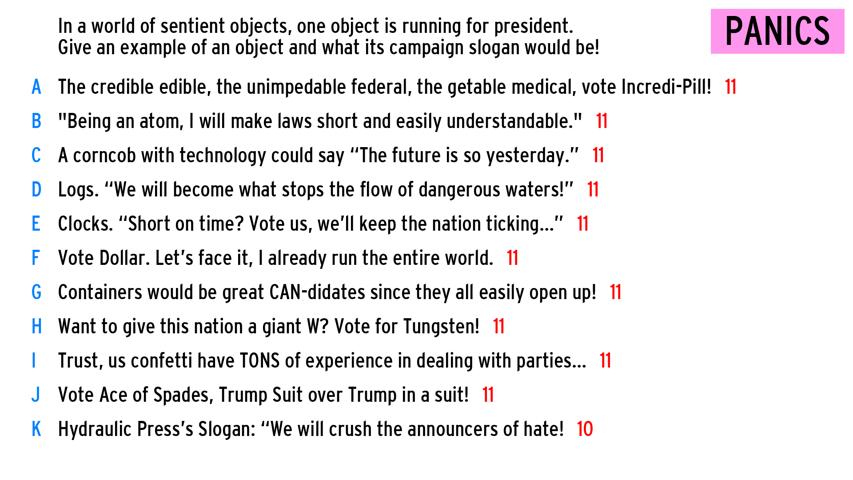 In a world of sentient objects, one object is running for president.
Give an example of an object and what its campaign slogan would be!
PANICS
A The credible edible, the unimpedable federal, the getable medical, vote Incredi-Pill! 11
B "Being an atom, I will make laws short and easily understandable." 11
C A corncob with technology could say “The future is so yesterday.” 11
D Logs. “We will become what stops the flow of dangerous waters!” 11
E Clocks. “Short on time? Vote us, we’ll keep the nation ticking...” 11
F Vote Dollar. Let’s face it, I already run the entire world. 11
G Containers would be great CAN-didates since they all easily open up! 11
H Want to give this nation a giant W? Vote for Tungsten! 11
I Trust, us confetti have TONS of experience in dealing with parties... 11
J Vote Ace of Spades, Trump Suit over Trump in a suit! 11
K Hydraulic Press’s Slogan: “We will crush the announcers of hate! 10